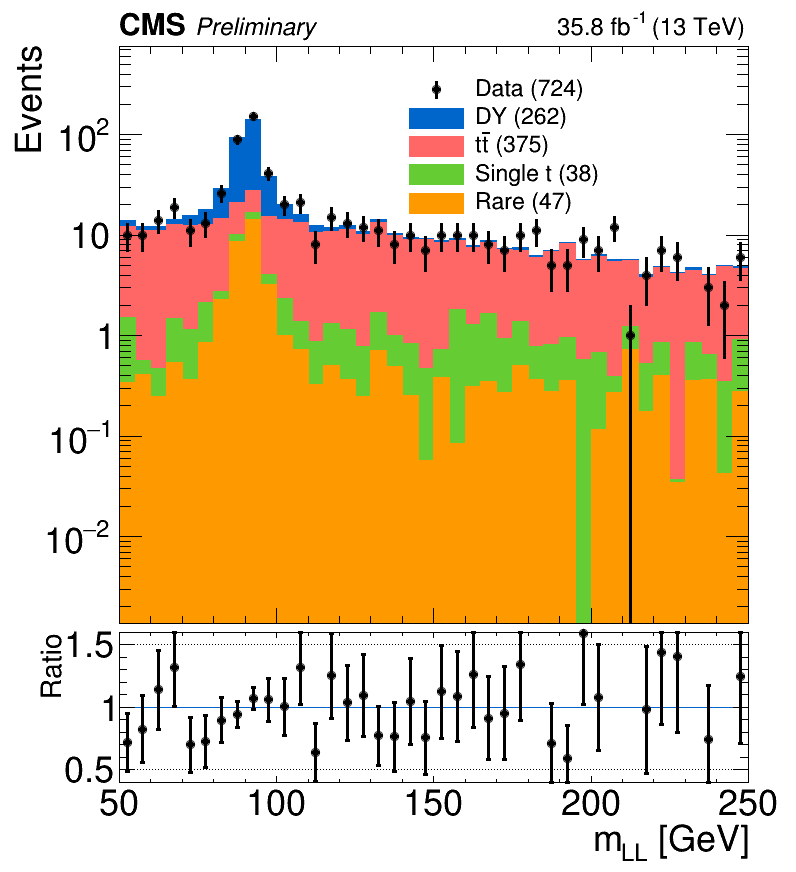 CMS Preliminary 35.8 fb⁻¹ (13 TeV)
Events
Data (724)
DY (262)
tt̄ (375)
Single t (38)
Rare (47)
10²
10
1
10⁻¹
10⁻²
Ratio
1.5
1
0.5
50 100 150 200 250
m_LL [GeV]